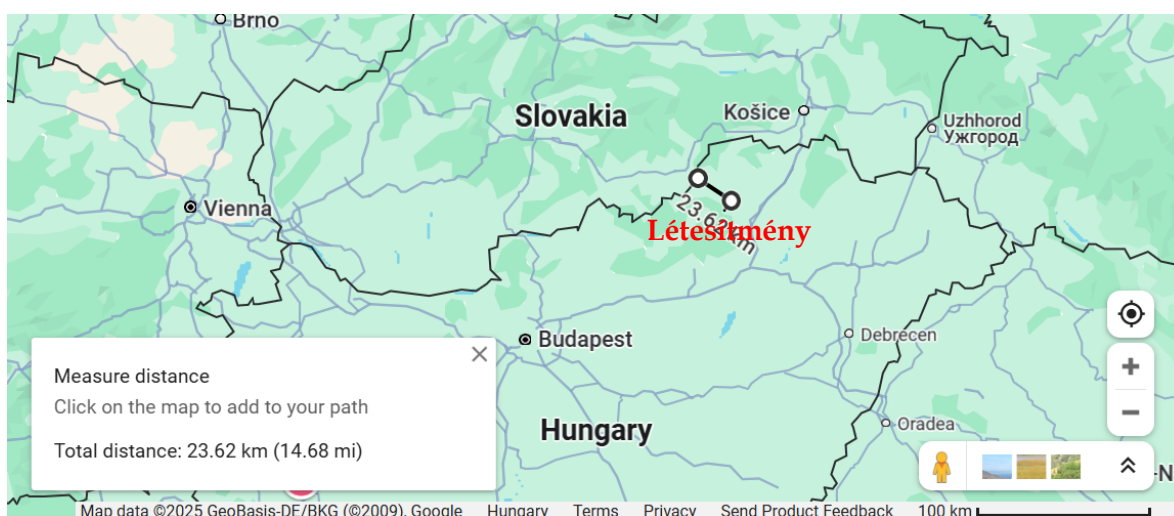 Brno
Slovakia
Košice
Uzhhorod
Ужгород
Vienna
23.62 km
Létesítmény
Budapest
Debrecen
Measure distance
Click on the map to add to your path
Total distance: 23.62 km (14.68 mi)
Hungary
Oradea
-N
Map data ©2025 GeoBasis-DE/BKG (©2009), Google Hungary Terms Privacy Send Product Feedback 100 km